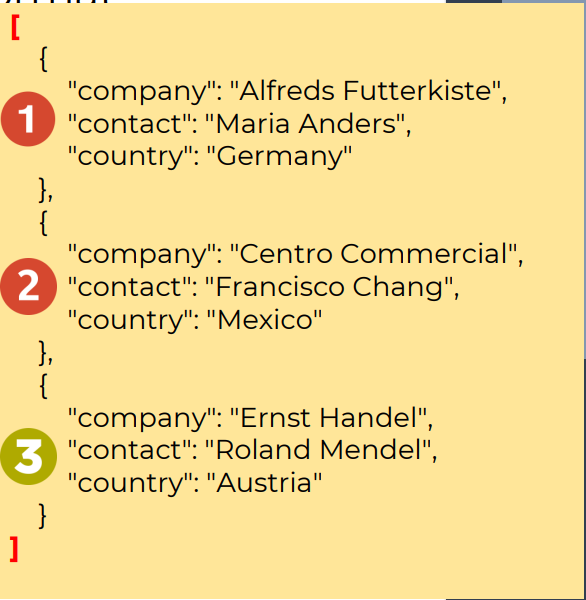 [
{
"company": "Alfreds Futterkiste",
1 "contact": "Maria Anders",
"country": "Germany"
},
{
"company": "Centro Commercial",
2 "contact": "Francisco Chang",
"country": "Mexico"
},
{
"company": "Ernst Handel",
3 "contact": "Roland Mendel",
"country": "Austria"
}
]